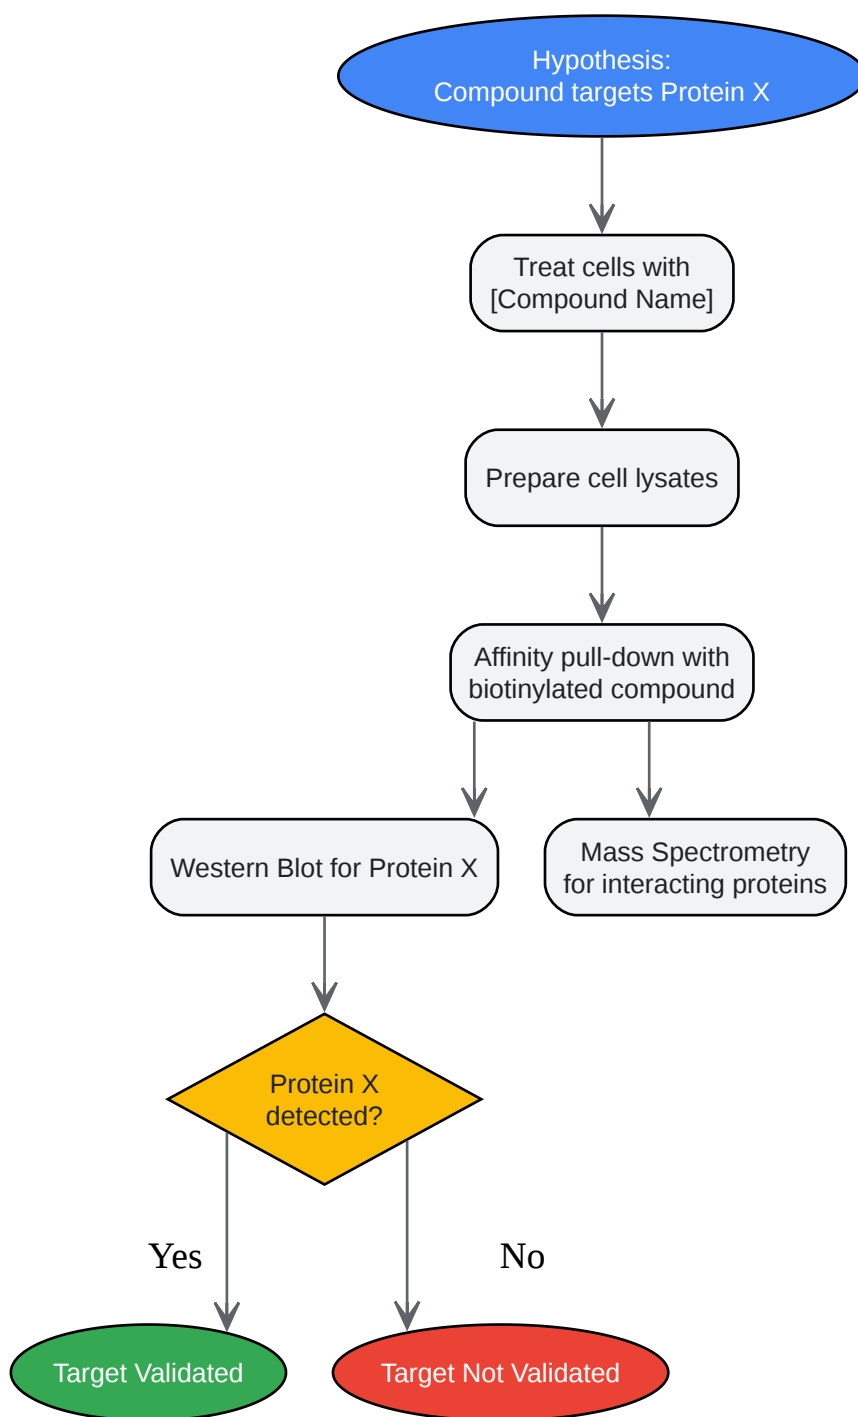 Hypothesis:
Compound targets Protein X
Treat cells with
[Compound Name]
Prepare cell lysates
Affinity pull-down with
biotinylated compound
Western Blot for Protein X
Mass Spectrometry
for interacting proteins
Protein X
detected?
Yes
No
Target Validated
Target Not Validated